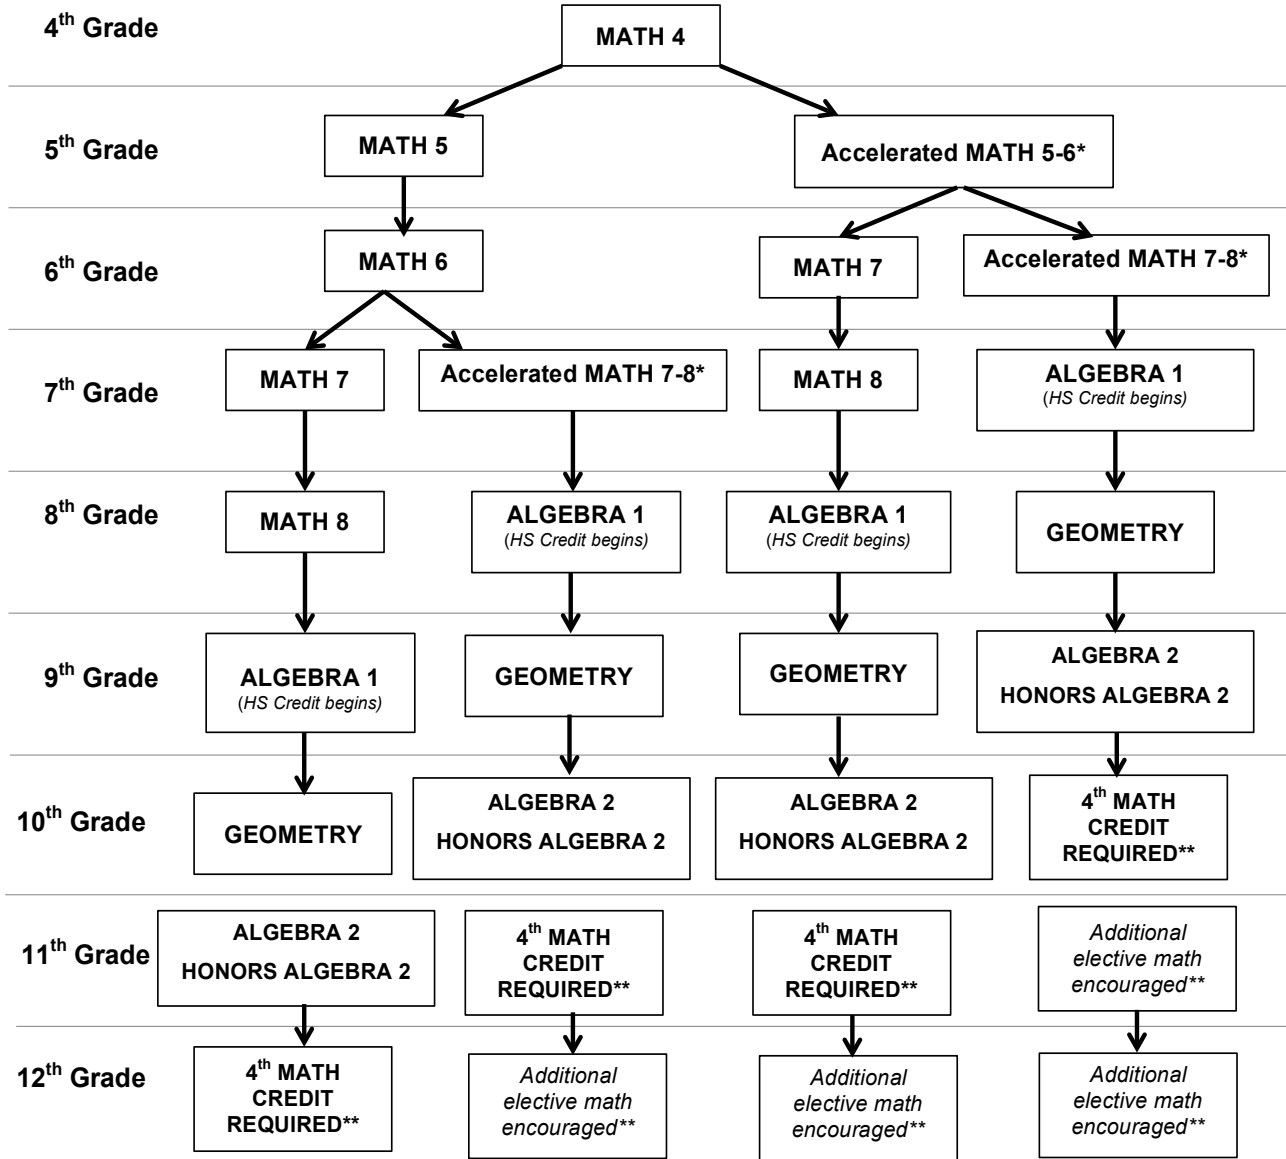 4th Grade
MATH 4
5th Grade
MATH 5
Accelerated MATH 5-6*
6th Grade
MATH 6
MATH 7
Accelerated MATH 7-8*
7th Grade
MATH 7
Accelerated MATH 7-8*
MATH 8
ALGEBRA 1
(HS Credit begins)
8th Grade
MATH 8
ALGEBRA 1
(HS Credit begins)
ALGEBRA 1
(HS Credit begins)
GEOMETRY
9th Grade
ALGEBRA 1
(HS Credit begins)
GEOMETRY
GEOMETRY
ALGEBRA 2
HONORS ALGEBRA 2
10th Grade
GEOMETRY
ALGEBRA 2
HONORS ALGEBRA 2
ALGEBRA 2
HONORS ALGEBRA 2
4th MATH
CREDIT
REQUIRED**
11th Grade
ALGEBRA 2
HONORS ALGEBRA 2
4th MATH
CREDIT
REQUIRED**
4th MATH
CREDIT
REQUIRED**
Additional
elective math
encouraged**
12th Grade
4th MATH
CREDIT
REQUIRED**
Additional
elective math
encouraged**
Additional
elective math
encouraged**
Additional
elective math
encouraged**